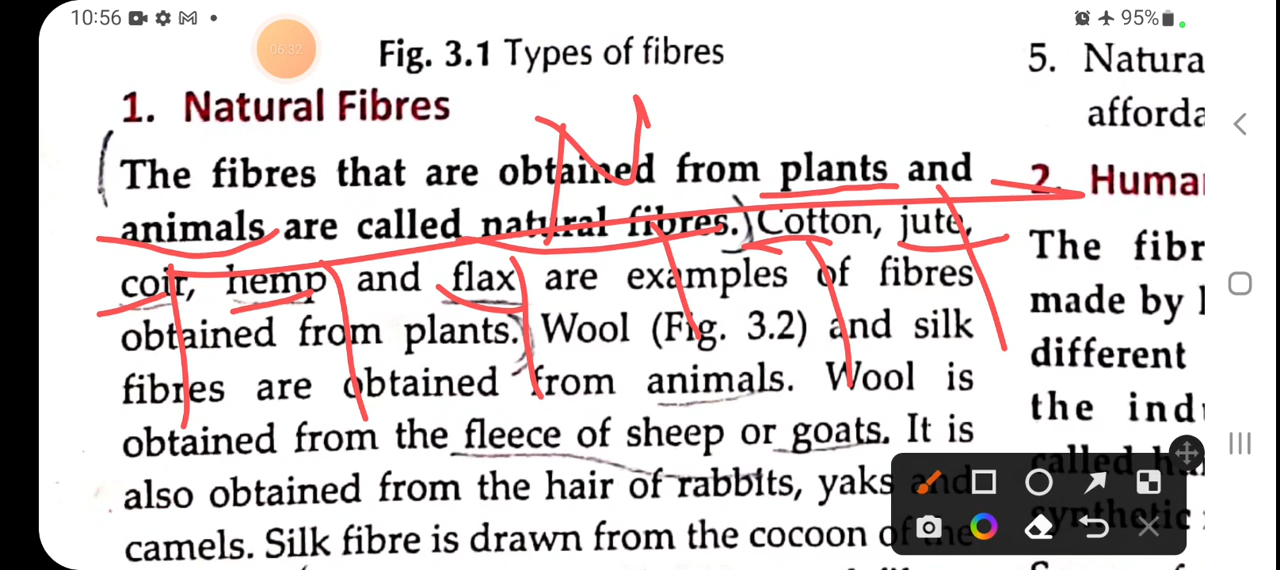 10:56
95%
06:32
Fig. 3.1 Types of fibres
1. Natural Fibres
The fibres that are obtained from plants and
animals are called natural fibres. Cotton, jute,
coir, hemp and flax are examples of fibres
obtained from plants. Wool (Fig. 3.2) and silk
fibres are obtained from animals. Wool is
obtained from the fleece of sheep or goats. It is
also obtained from the hair of rabbits, yaks and
camels. Silk fibre is drawn from the cocoon of the
N
5. Natura
afforda
2. Huma
The fibr
made by
different
the ind
called
synthetic